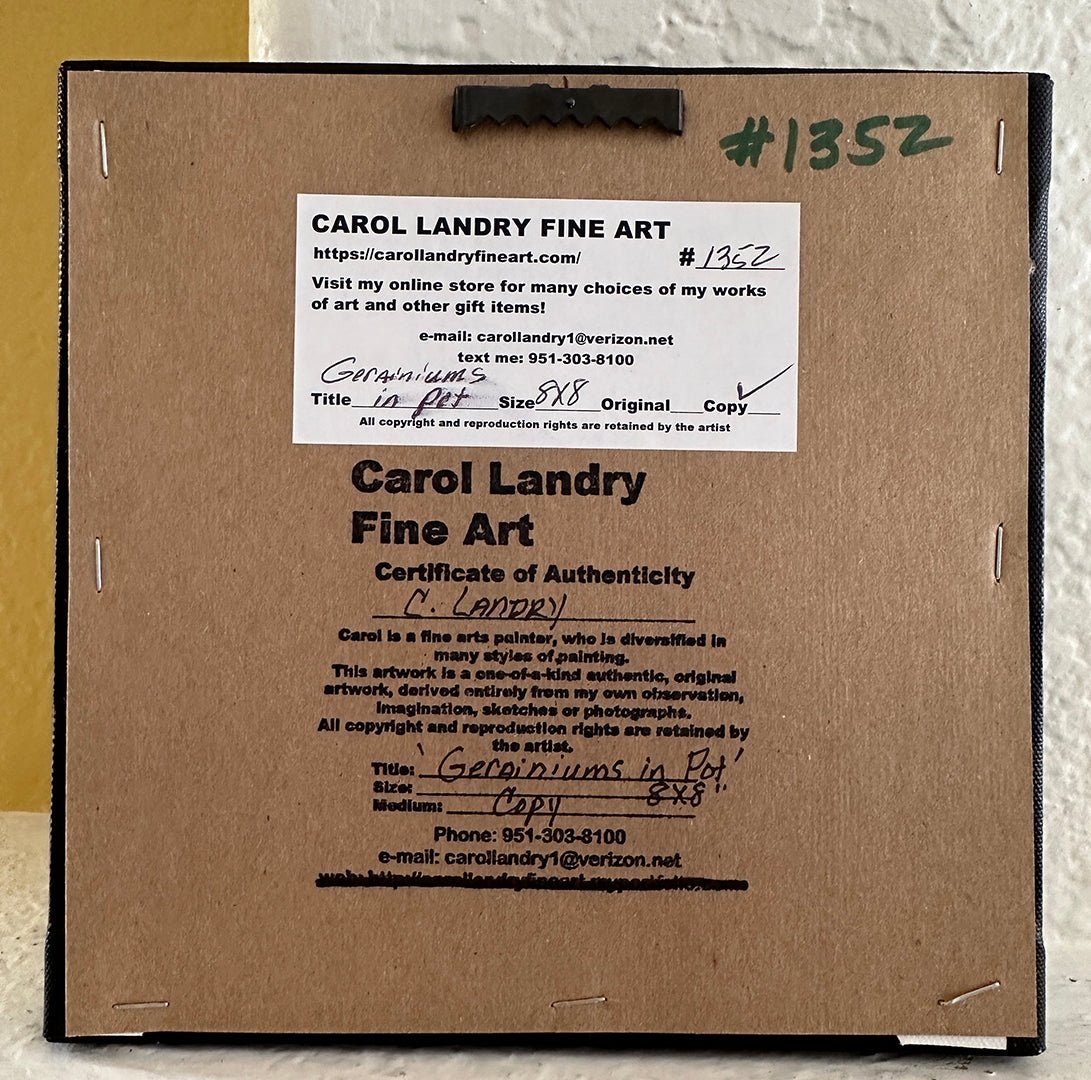 #1352
CAROL LANDRY FINE ART
https://carollandryfineart.com/ # 1352
Visit my online store for many choices of my works
of art and other gift items!
e-mail: carollandry1@verizon.net
text me: 951-303-8100
Gerainiums
Title in Pot Size 8X8 Original___ Copy ✓
All copyright and reproduction rights are retained by the artist
Carol Landry
Fine Art
Certificate of Authenticity
C. LANDRY
Carol is a fine arts painter, who is diversified in
many styles of painting.
This artwork is a one-of-a-kind authentic, original
artwork, derived entirely from my own observation,
imagination, sketches or photographs.
All copyright and reproduction rights are retained by
the artist.
Title: 'Gerainiums in Pot'
Size: 8X8"
Medium: Copy
Phone: 951-303-8100
e-mail: carollandry1@verizon.net